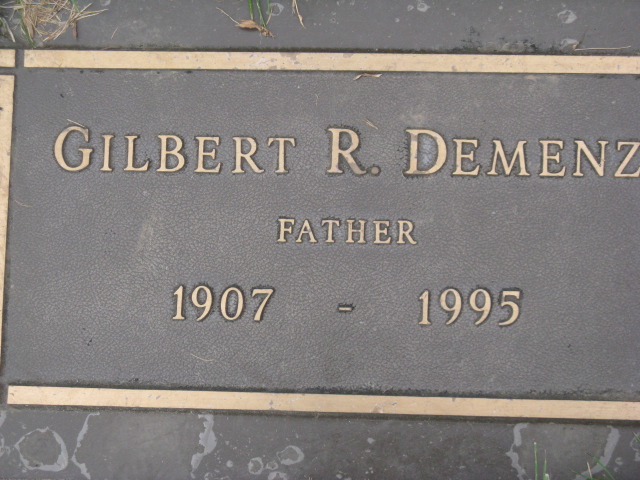 GILBERT R. DEMENZ
FATHER
1907 - 1995